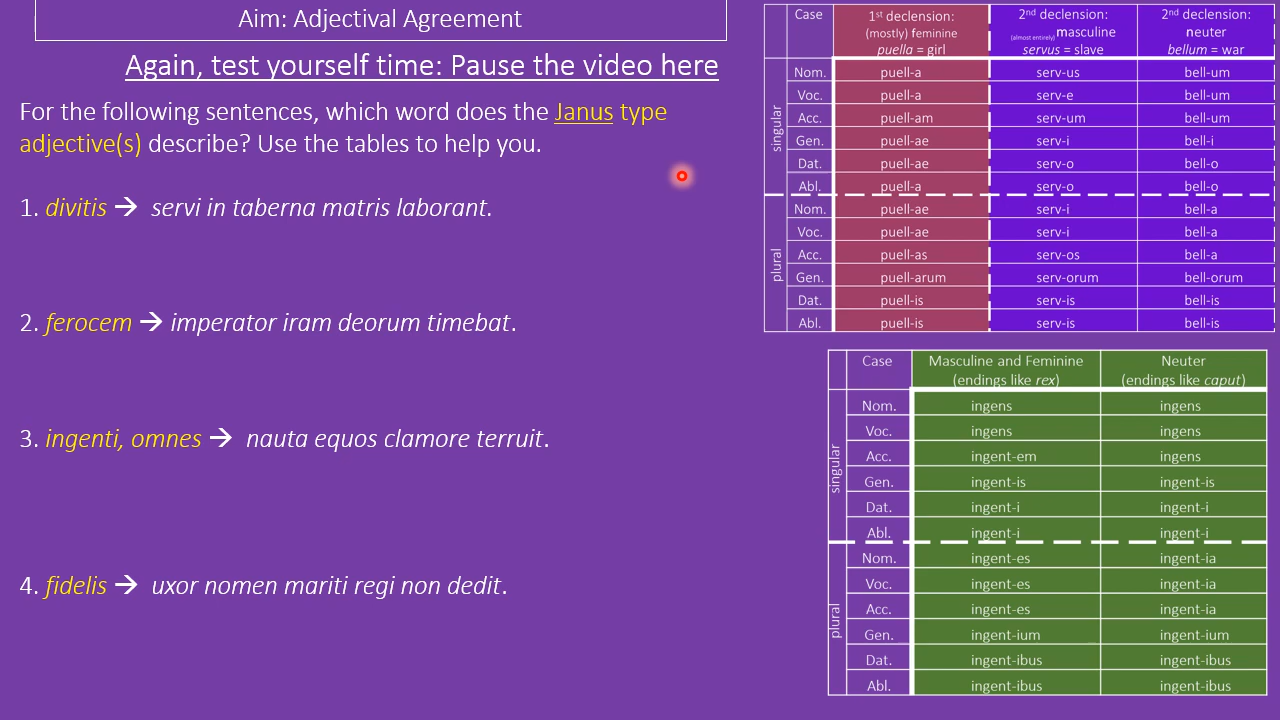 Aim: Adjectival Agreement
Again, test yourself time: Pause the video here
For the following sentences, which word does the Janus type
adjective(s) describe? Use the tables to help you.
1. divitis → servi in taberna matris laborant.
2. ferocem → imperator iram deorum timebat.
3. ingenti, omnes → nauta equos clamore terruit.
4. fidelis → uxor nomen mariti regi non dedit.
Case 1st declension: 2nd declension: 2nd declension:
(mostly) feminine (almost entirely) masculine neuter
puella = girl servus = slave bellum = war
singular
Nom. puell-a serv-us bell-um
Voc. puell-a serv-e bell-um
Acc. puell-am serv-um bell-um
Gen. puell-ae serv-i bell-i
Dat. puell-ae serv-o bell-o
Abl. puell-a serv-o bell-o
plural
Nom. puell-ae serv-i bell-a
Voc. puell-ae serv-i bell-a
Acc. puell-as serv-os bell-a
Gen. puell-arum serv-orum bell-orum
Dat. puell-is serv-is bell-is
Abl. puell-is serv-is bell-is
Case Masculine and Feminine Neuter
(endings like rex) (endings like caput)
singular
Nom. ingens ingens
Voc. ingens ingens
Acc. ingent-em ingens
Gen. ingent-is ingent-is
Dat. ingent-i ingent-i
Abl. ingent-i ingent-i
plural
Nom. ingent-es ingent-ia
Voc. ingent-es ingent-ia
Acc. ingent-es ingent-ia
Gen. ingent-ium ingent-ium
Dat. ingent-ibus ingent-ibus
Abl. ingent-ibus ingent-ibus